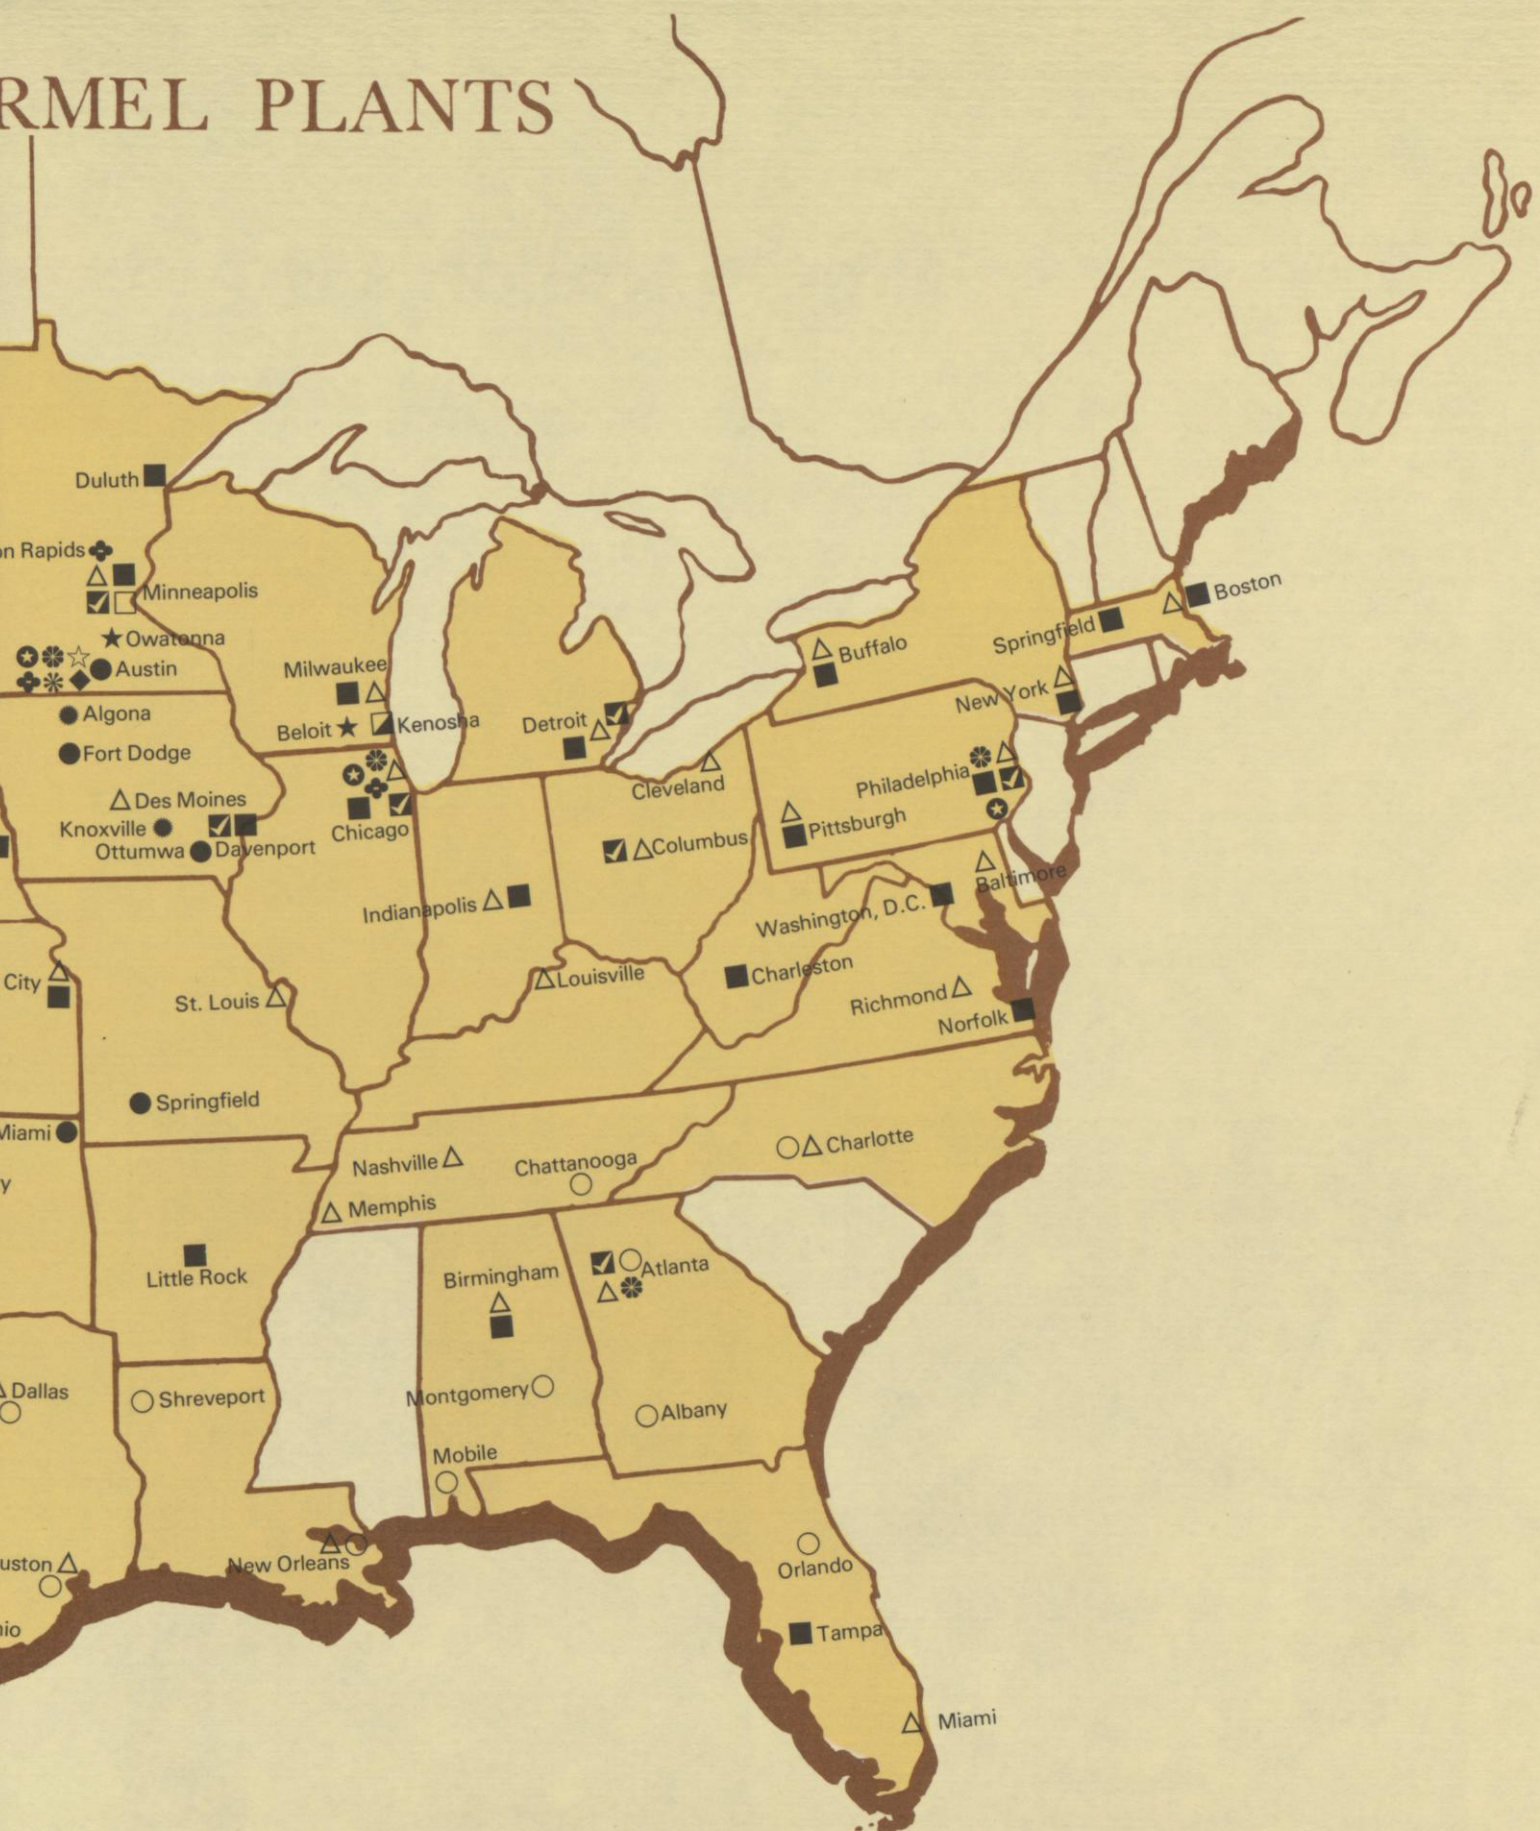 RMEL PLANTS
Duluth
on Rapids
Minneapolis
Owatonna
Austin
Milwaukee
Beloit
Kenosha
Algona
Fort Dodge
Des Moines
Knoxville
Ottumwa
Davenport
Chicago
Detroit
Cleveland
Columbus
Indianapolis
Buffalo
Springfield
Boston
New York
Philadelphia
Pittsburgh
Baltimore
Washington, D.C.
City
St. Louis
Louisville
Charleston
Richmond
Norfolk
Springfield
Miami
y
Nashville
Chattanooga
Charlotte
Memphis
Little Rock
Birmingham
Atlanta
Dallas
Shreveport
Montgomery
Albany
Mobile
uston
New Orleans
Orlando
nio
Tampa
Miami